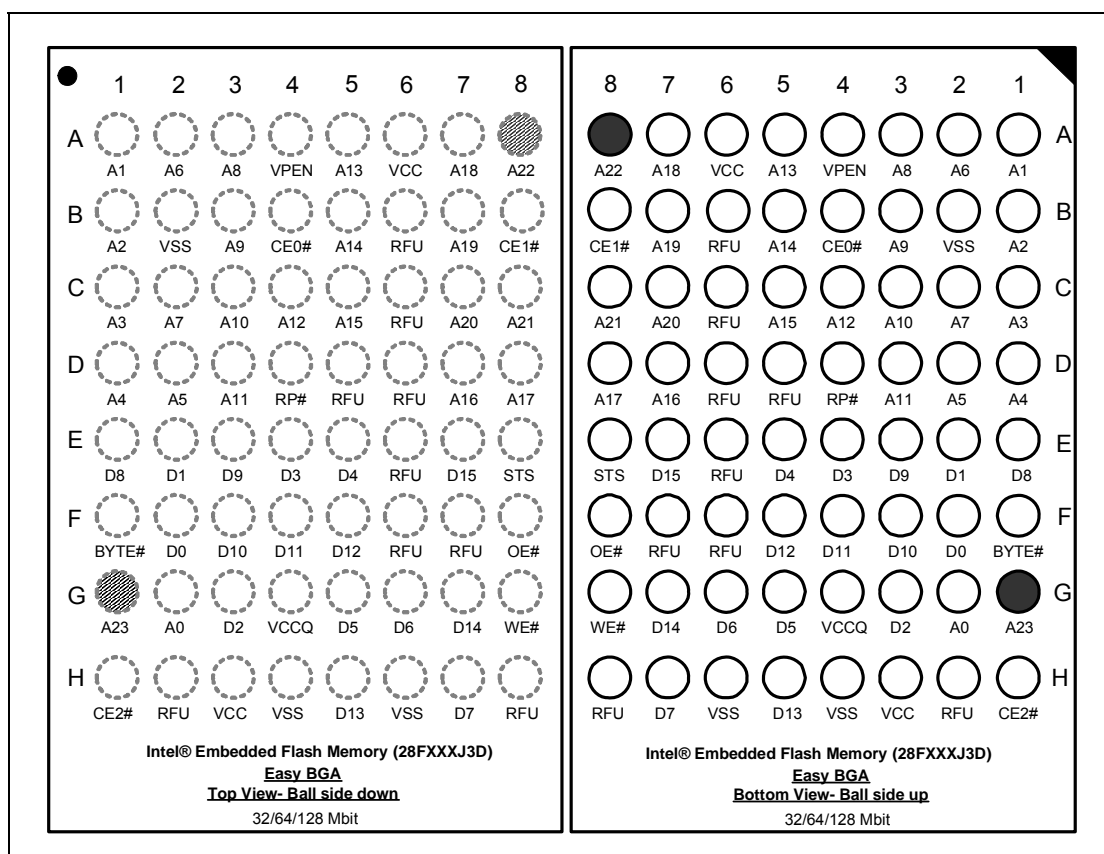 1 2 3 4 5 6 7 8
A
A1 A6 A8 VPEN A13 VCC A18 A22
B
A2 VSS A9 CE0# A14 RFU A19 CE1#
C
A3 A7 A10 A12 A15 RFU A20 A21
D
A4 A5 A11 RP# RFU RFU A16 A17
E
D8 D1 D9 D3 D4 RFU D15 STS
F
BYTE# D0 D10 D11 D12 RFU RFU OE#
G
A23 A0 D2 VCCQ D5 D6 D14 WE#
H
CE2# RFU VCC VSS D13 VSS D7 RFU
Intel® Embedded Flash Memory (28FXXXJ3D)
Easy BGA
Top View- Ball side down
32/64/128 Mbit
8 7 6 5 4 3 2 1
A
A22 A18 VCC A13 VPEN A8 A6 A1
B
CE1# A19 RFU A14 CE0# A9 VSS A2
C
A21 A20 RFU A15 A12 A10 A7 A3
D
A17 A16 RFU RFU RP# A11 A5 A4
E
STS D15 RFU D4 D3 D9 D1 D8
F
OE# RFU RFU D12 D11 D10 D0 BYTE#
G
WE# D14 D6 D5 VCCQ D2 A0 A23
H
RFU D7 VSS D13 VSS VCC RFU CE2#
Intel® Embedded Flash Memory (28FXXXJ3D)
Easy BGA
Bottom View- Ball side up
32/64/128 Mbit